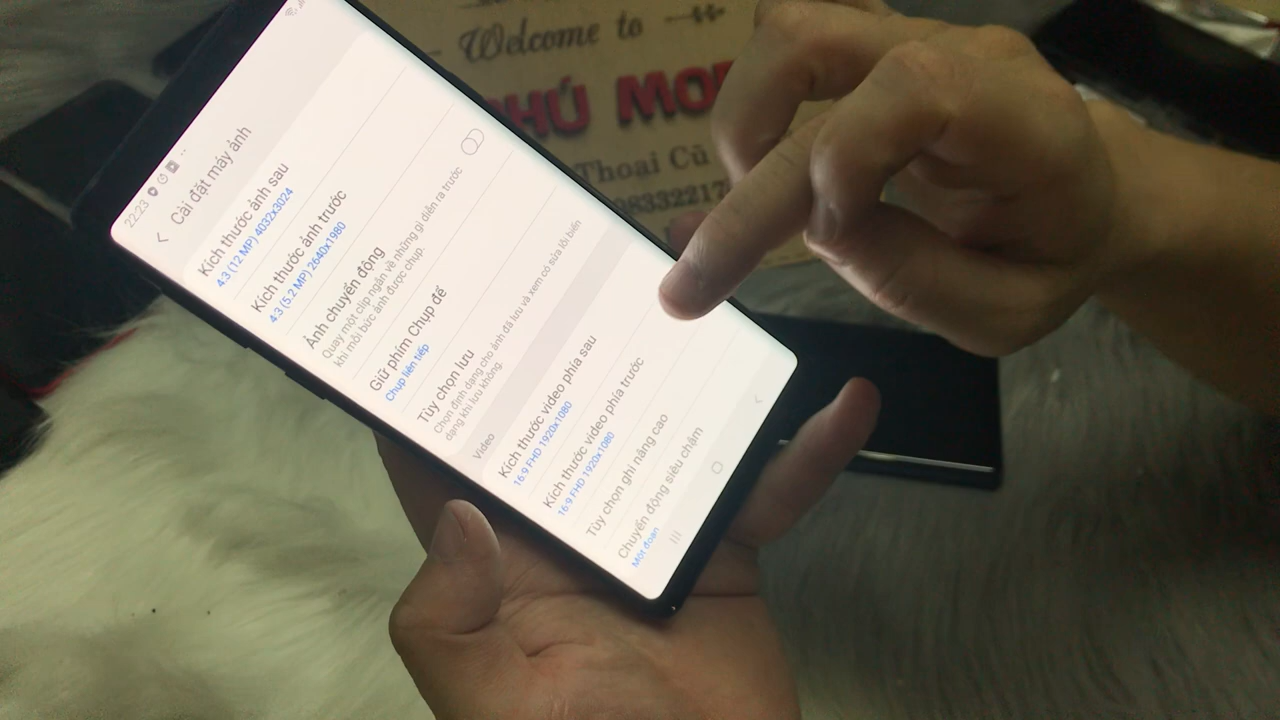 Welcome to
HÚ MOB
Thoai Cũ
22:23
Cài đặt máy ảnh
Kích thước ảnh sau
4:3 (12 MP) 4032x3024
Kích thước ảnh trước
4:3 (5.2 MP) 2640x1980
Ảnh chuyển động
Quay một clip ngắn về những gì diễn ra trước
khi mỗi bức ảnh được chụp.
Giữ phím Chụp để
Chụp liên tiếp
Tùy chọn lưu
Chọn định dạng cho ảnh đã lưu và xem có sửa lỗi biến
dạng khi lưu không.
Video
Kích thước video phía sau
16:9 FHD 1920x1080
Kích thước video phía trước
16:9 FHD 1920x1080
Tùy chọn ghi nâng cao
Chuyển động siêu chậm
Một đoạn